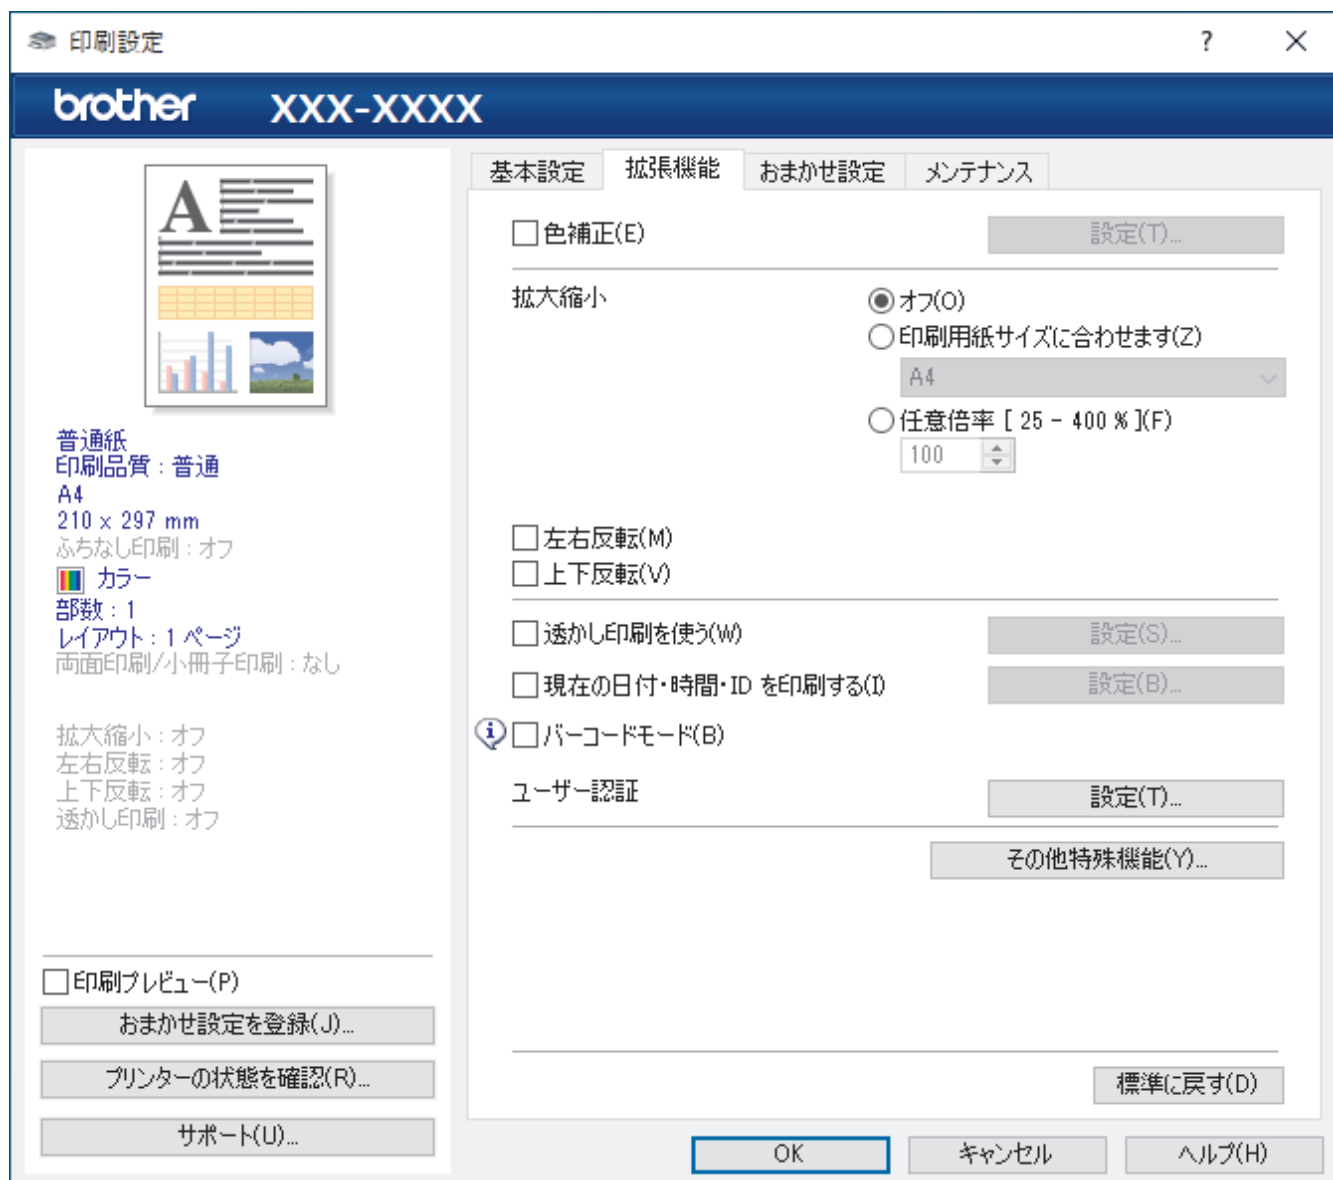 印刷設定
?
brother XXX-XXXX
A
普通紙
印刷品質 : 普通
A4
210 x 297 mm
ふちなし印刷 : オフ
カラー
部数 : 1
レイアウト : 1 ページ
両面印刷/小冊子印刷 : なし
拡大縮小 : オフ
左右反転 : オフ
上下反転 : オフ
透かし印刷 : オフ
印刷プレビュー(P)
おまかせ設定を登録(J)...
プリンターの状態を確認(R)...
サポート(U)...
基本設定 拡張機能 おまかせ設定 メンテナンス
色補正(E) 設定(T)...
拡大縮小 オフ(O)
印刷用紙サイズに合わせます(Z)
A4
任意倍率 [ 25 - 400 % ](F)
100
左右反転(M)
上下反転(V)
透かし印刷を使う(W) 設定(S)...
現在の日付・時間・ID を印刷する(I) 設定(B)...
バーコードモード(B)
ユーザー認証 設定(T)...
その他特殊機能(Y)...
標準に戻す(D)
OK キャンセル ヘルプ(H)